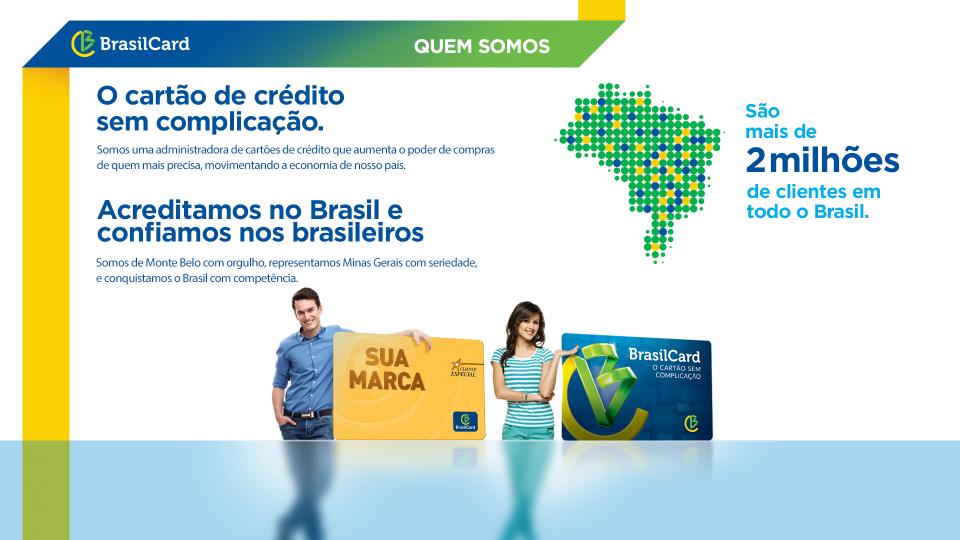 BrasilCard
QUEM SOMOS
O cartão de crédito
sem complicação.
Somos uma administradora de cartões de crédito que aumenta o poder de compras
de quem mais precisa, movimentando a economia de nosso país.
Acreditamos no Brasil e
confiamos nos brasileiros
Somos de Monte Belo com orgulho, representamos Minas Gerais com seriedade,
e conquistamos o Brasil com competência.
São
mais de
2 milhões
de clientes em
todo o Brasil.
SUA
MARCA
CLIENTE
ESPECIAL
BrasilCard
BrasilCard
O CARTÃO SEM
COMPLICAÇÃO